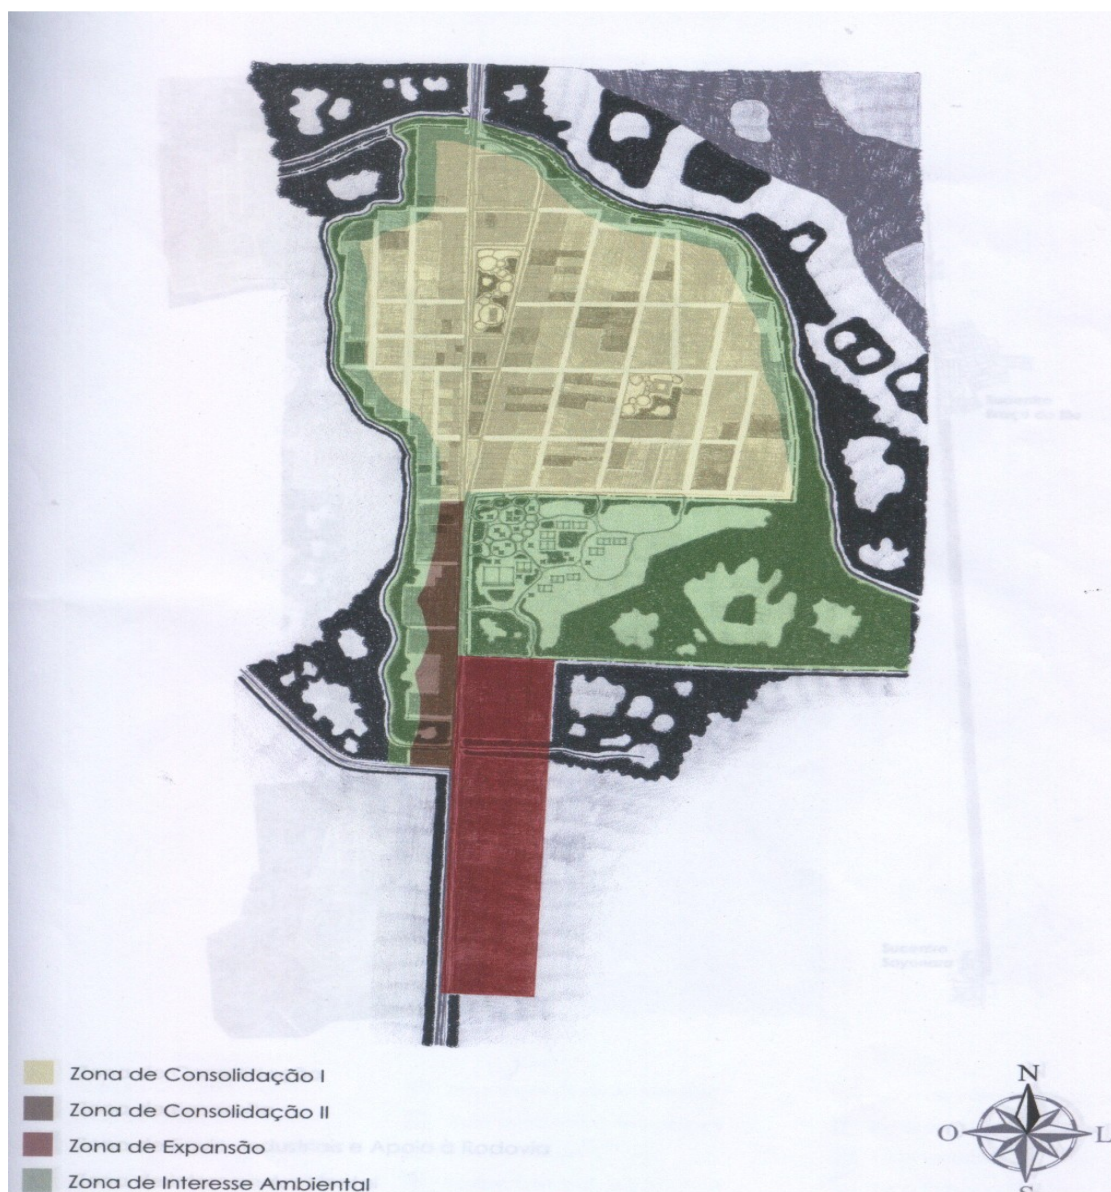 Zona de Consolidação I
Zona de Consolidação II
Zona de Expansão
Zona de Interesse Ambiental
N
O
L
S